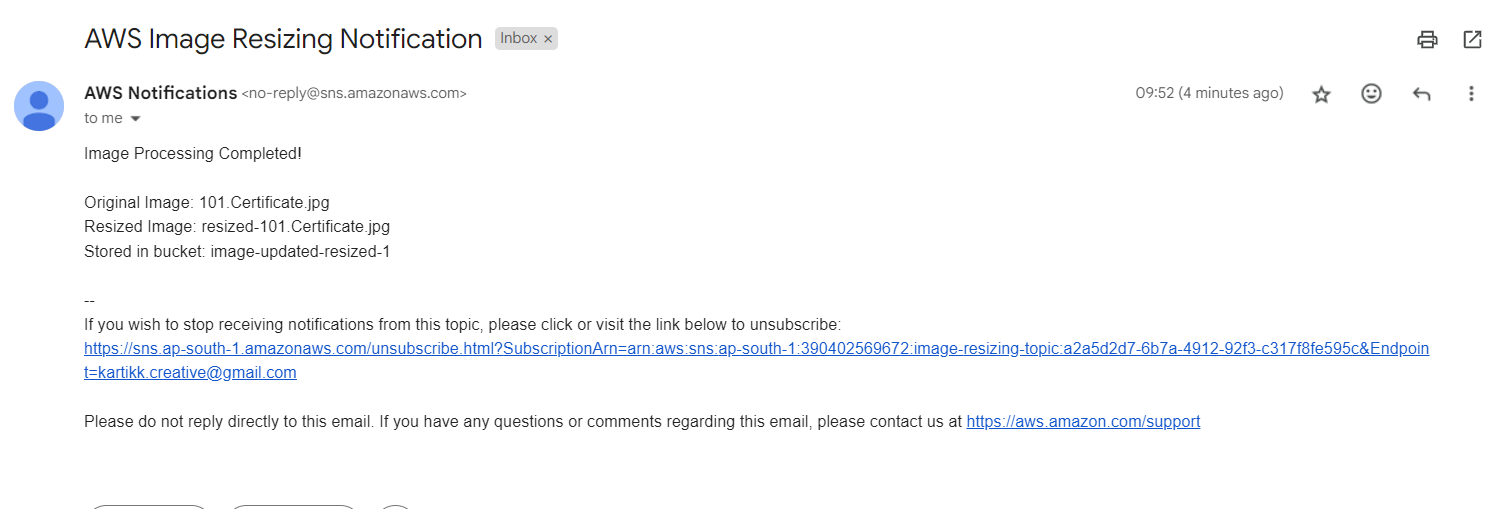 AWS Image Resizing Notification Inbox ×
AWS Notifications <no-reply@sns.amazonaws.com> 09:52 (4 minutes ago)
to me
Image Processing Completed!
Original Image: 101.Certificate.jpg
Resized Image: resized-101.Certificate.jpg
Stored in bucket: image-updated-resized-1
--
If you wish to stop receiving notifications from this topic, please click or visit the link below to unsubscribe:
https://sns.ap-south-1.amazonaws.com/unsubscribe.html?SubscriptionArn=arn:aws:sns:ap-south-1:390402569672:image-resizing-topic:a2a5d2d7-6b7a-4912-92f3-c317f8fe595c&Endpoin
t=kartikk.creative@gmail.com
Please do not reply directly to this email. If you have any questions or comments regarding this email, please contact us at https://aws.amazon.com/support